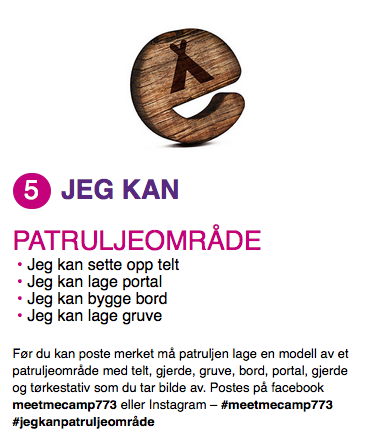 5 JEG KAN
PATRULJEOMRÅDE
• Jeg kan sette opp telt
• Jeg kan lage portal
• Jeg kan bygge bord
• Jeg kan lage gruve
Før du kan poste merket må patruljen lage en modell av et
patruljeområde med telt, gjerde, gruve, bord, portal, gjerde
og tørkestativ som du tar bilde av. Postes på facebook
meetmecamp773 eller Instagram – #meetmecamp773
#jegkanpatruljeområde